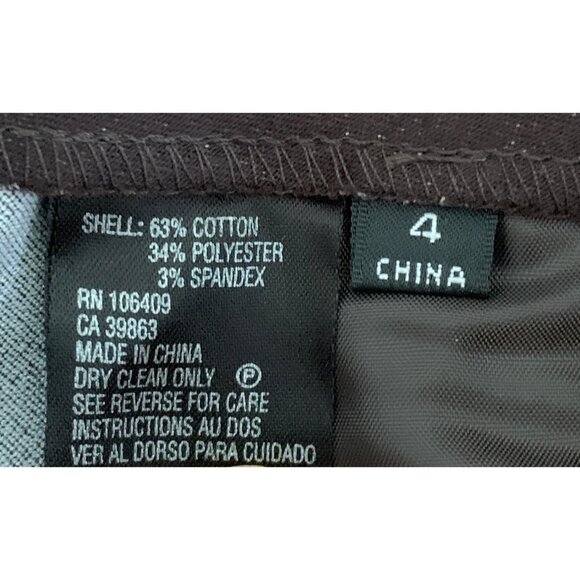 SHELL: 63% COTTON
34% POLYESTER
3% SPANDEX
RN 106409
CA 39863
MADE IN CHINA
DRY CLEAN ONLY Ⓟ
SEE REVERSE FOR CARE
INSTRUCTIONS AU DOS
VER AL DORSO PARA CUIDADO
4
CHINA